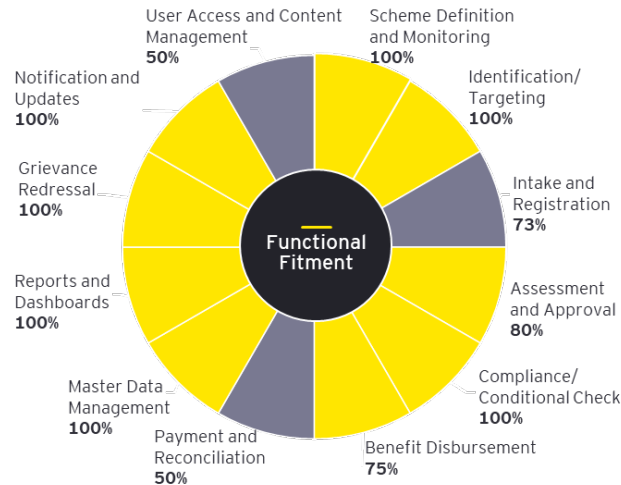 User Access and Content
Management
50%
Scheme Definition
and Monitoring
100%
Identification/
Targeting
100%
Intake and
Registration
73%
Assessment
and Approval
80%
Compliance/
Conditional Check
100%
Benefit Disbursement
75%
Payment and
Reconciliation
50%
Master Data
Management
100%
Reports and
Dashboards
100%
Grievance
Redressal
100%
Notification and
Updates
100%
Functional
Fitment